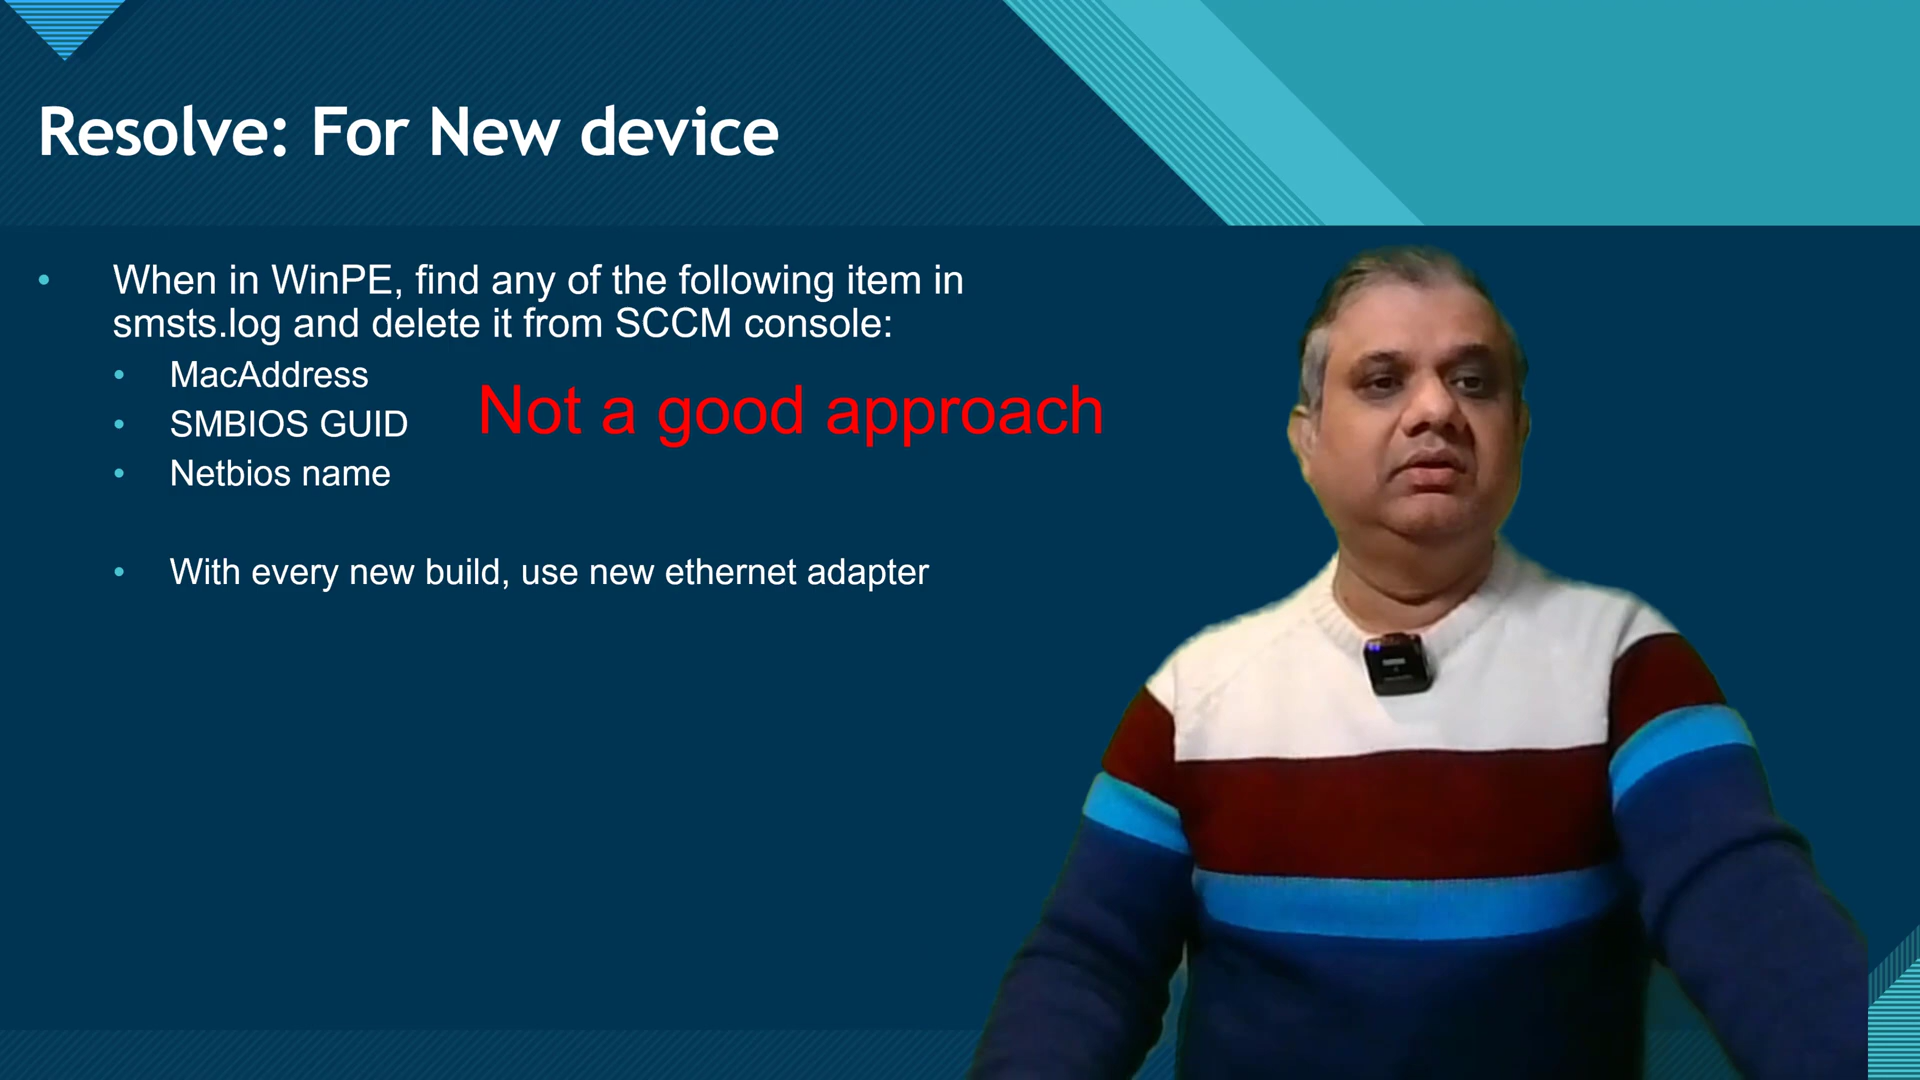 Resolve: For New device
When in WinPE, find any of the following item in
smsts.log and delete it from SCCM console:
MacAddress
SMBIOS GUID
Not a good approach
Netbios name
With every new build, use new ethernet adapter